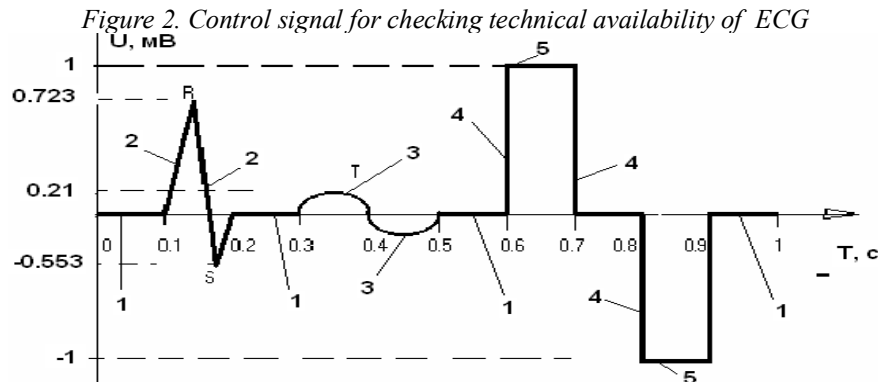 Figure 2. Control signal for checking technical availability of ECG
U, мВ
1
5
0.723
R
4
2
2
T
3
4
0.21
0 0.1 0.2 0.3 0.4 0.5 0.6 0.7 0.8 0.9 1
-0.553
S
T, c
1 1 3 1 4 1
-1
5